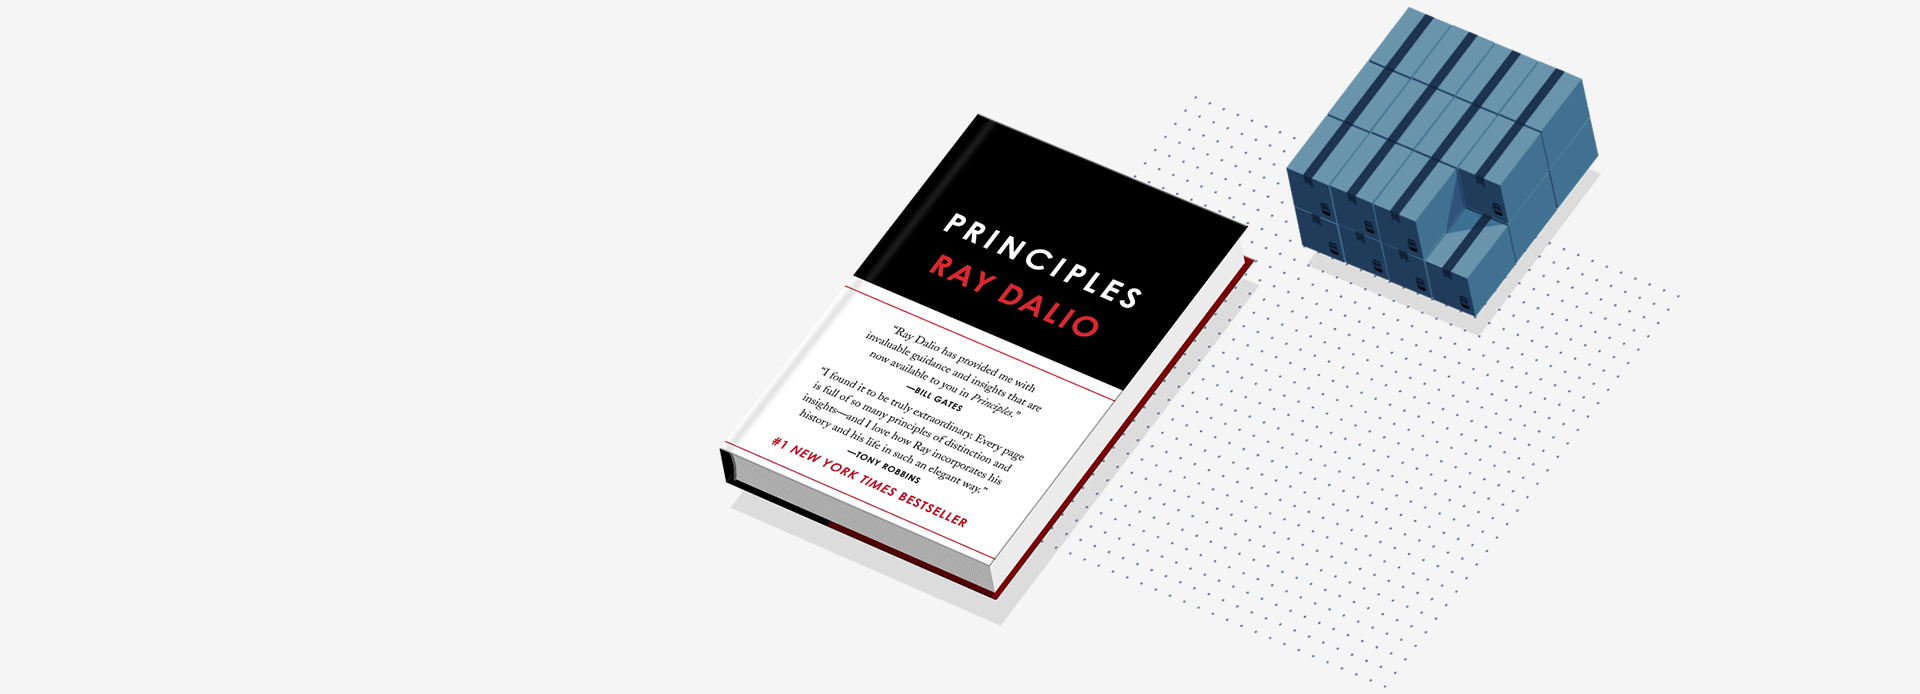 PRINCIPLES
RAY DALIO
“Ray Dalio has provided me with
invaluable guidance and insights that are
now available to you in Principles.”
—BILL GATES
“I found it to be truly extraordinary. Every page
is full of so many principles of distinction and
insights—and I love how Ray incorporates his
history and his life in such an elegant way.”
—TONY ROBBINS
#1 NEW YORK TIMES BESTSELLER